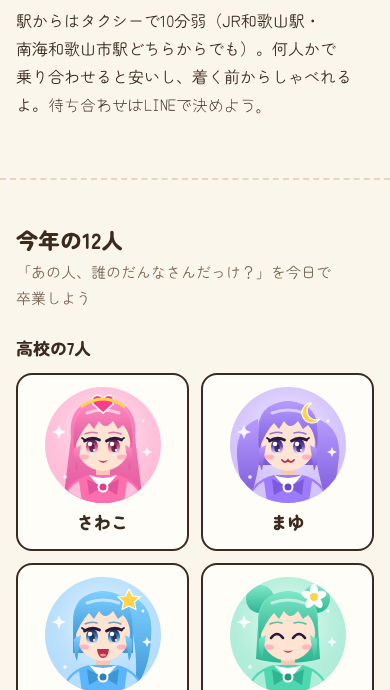 駅からはタクシーで10分弱（JR和歌山駅・
南海和歌山市駅どちらからでも）。何人かで
乗り合わせると安いし、着く前からしゃべれる
よ。待ち合わせはLINEで決めよう。
今年の12人
「あの人、誰のだんなさんだっけ？」を今日で
卒業しよう
高校の7人
さわこ
まゆ